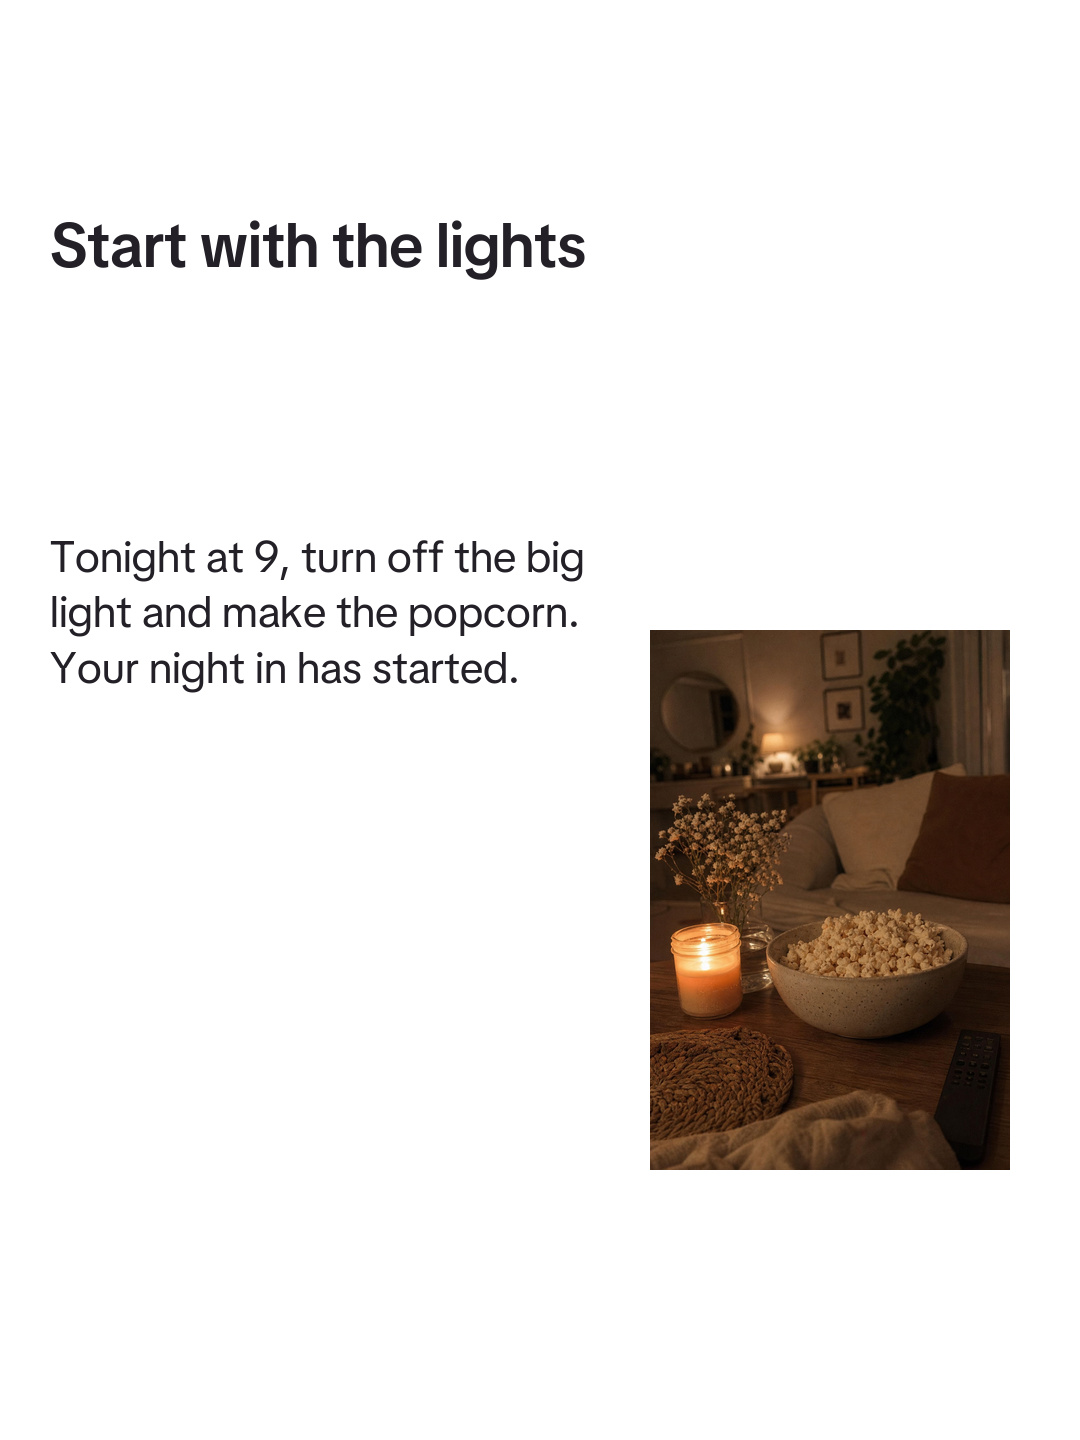 Start with the lights
Tonight at 9, turn off the big
light and make the popcorn.
Your night in has started.